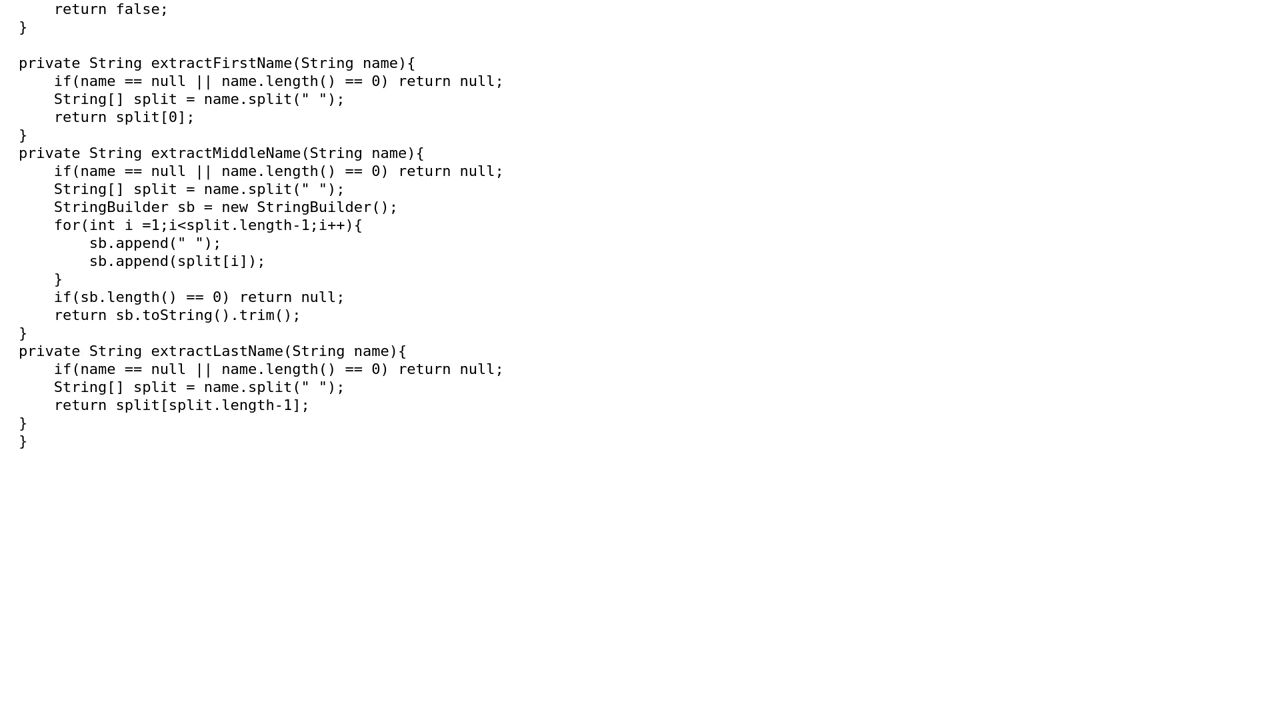 return false;
}

private String extractFirstName(String name){
    if(name == null || name.length() == 0) return null;
    String[] split = name.split(" ");
    return split[0];
}
private String extractMiddleName(String name){
    if(name == null || name.length() == 0) return null;
    String[] split = name.split(" ");
    StringBuilder sb = new StringBuilder();
    for(int i =1;i<split.length-1;i++){
        sb.append(" ");
        sb.append(split[i]);
    }
    if(sb.length() == 0) return null;
    return sb.toString().trim();
}
private String extractLastName(String name){
    if(name == null || name.length() == 0) return null;
    String[] split = name.split(" ");
    return split[split.length-1];
}
}